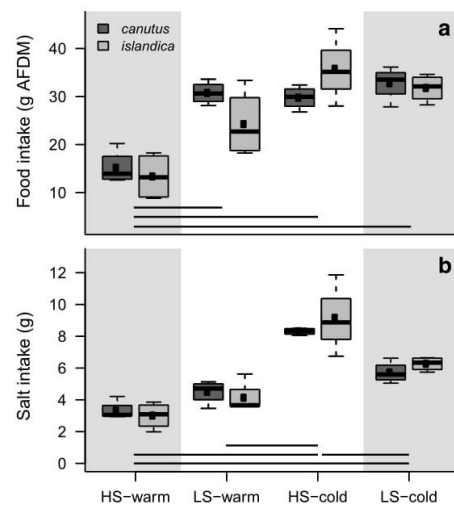 a
canutus
islandica
Food intake (g AFDM)
40
30
20
10
b
Salt intake (g)
12
10
8
6
4
2
0
HS-warm LS-warm HS-cold LS-cold